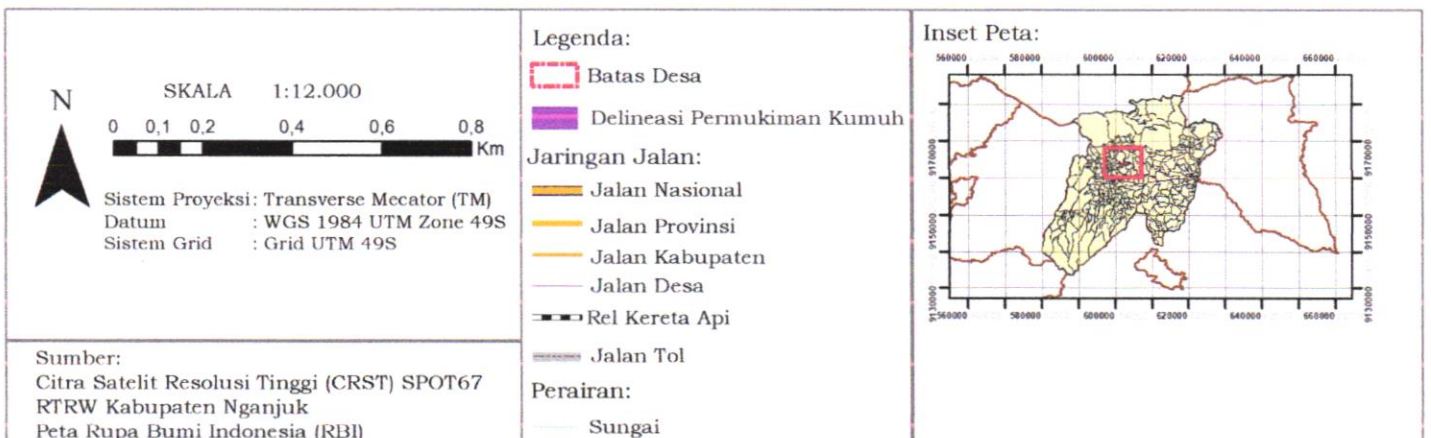 SKALA 1:12.000
N
0 0,1 0,2 0,4 0,6 0,8
Km
Sistem Proyeksi : Transverse Mecator (TM)
Datum : WGS 1984 UTM Zone 49S
Sistem Grid : Grid UTM 49S
Sumber:
Citra Satelit Resolusi Tinggi (CRST) SPOT67
RTRW Kabupaten Nganjuk
Peta Rupa Bumi Indonesia (RBI)
Legenda:
Batas Desa
Delineasi Permukiman Kumuh
Jaringan Jalan:
Jalan Nasional
Jalan Provinsi
Jalan Kabupaten
Jalan Desa
Rel Kereta Api
Jalan Tol
Perairan:
Sungai
Inset Peta:
560000 580000 600000 620000 640000 660000
9170000 9170000
9150000 9150000
9130000 9130000
560000 580000 600000 620000 640000 660000